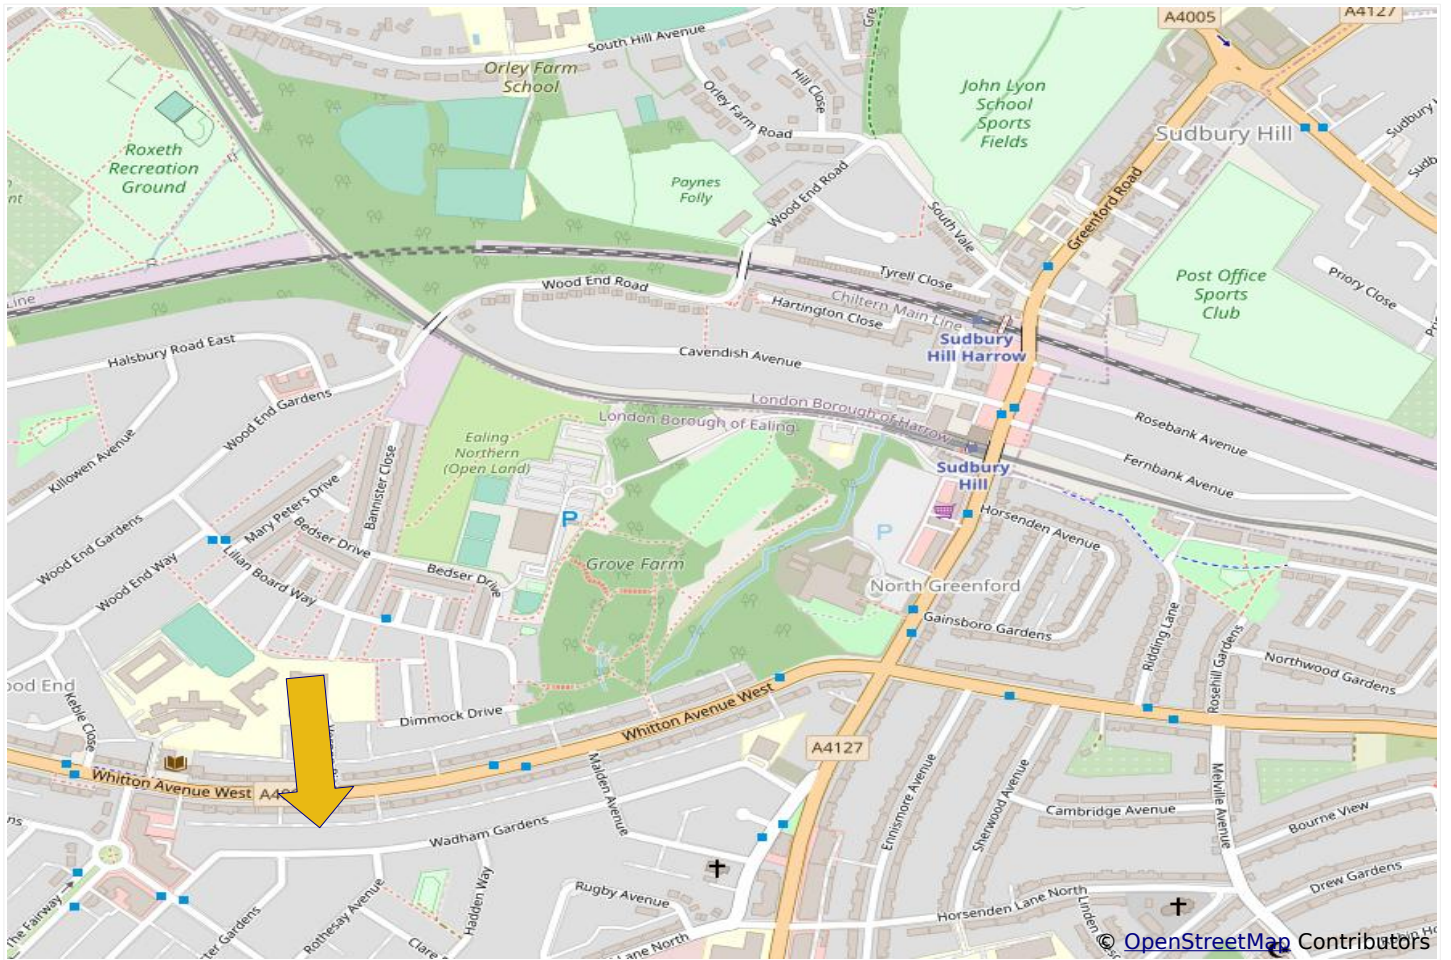 A4005
A4127
South Hill Avenue
Orley Farm
School
Hill Close
Orley Farm Road
John Lyon
School
Sports
Fields
Sudbury Hill
Roxeth
Recreation
Ground
Paynes
Folly
Wood End Road
South Vale
Greenford Road
Post Office
Sports
Club
Priory Close
Tyrell Close
Wood End Road
Hartington Close
Chiltern Main Line
Line
Sudbury
Hill Harrow
Halsbury Road East
Cavendish Avenue
London Borough of Harrow
London Borough of Ealing
Wood End Gardens
Rosebank Avenue
Killowen Avenue
Ealing
Northern
(Open Land)
Bannister Close
Fernbank Avenue
Sudbury
Hill
Mary Peters Drive
P
P
Horsenden Avenue
Wood End Gardens
Bedser Drive
Wood End Way
Lilian Board Way
Bedser Drive
Grove Farm
North Greenford
Gainsboro Gardens
Ridding Lane
Rosehill Gardens
Northwood Gardens
ood End
Keble Close
Dimmock Drive
Whitton Avenue West
A4127
Whitton Avenue West
Malden Avenue
Ennismore Avenue
Sherwood Avenue
Melville Avenue
Cambridge Avenue
Bourne View
Wadham Gardens
Drew Gardens
Rugby Avenue
Hadden Way
Rothesay Avenue
Horsenden Lane North
The Fairway
Lane North
© OpenStreetMap Contributors